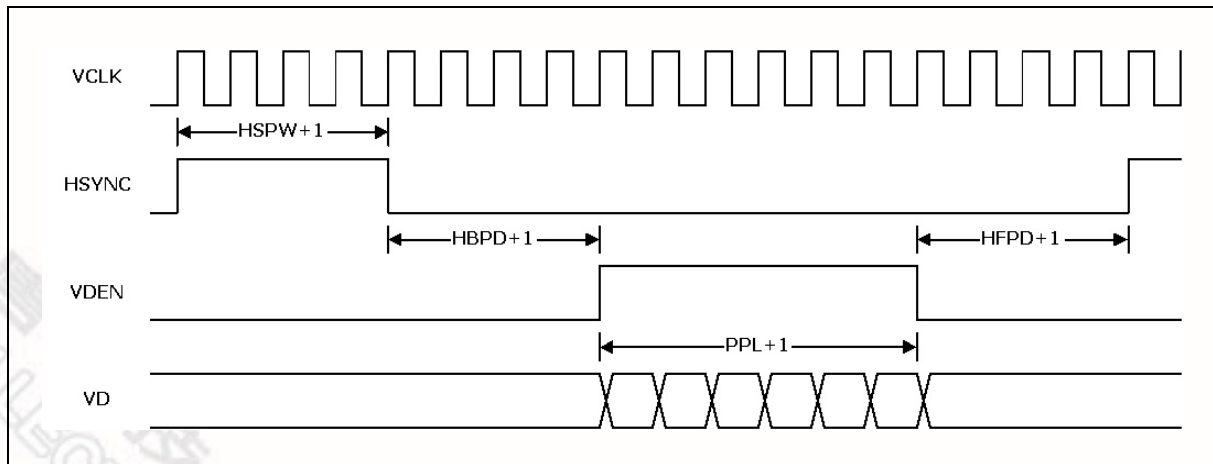 VCLK
HSPW+1
HSYNC
HBPD+1
HFPD+1
VDEN
PPL+1
VD